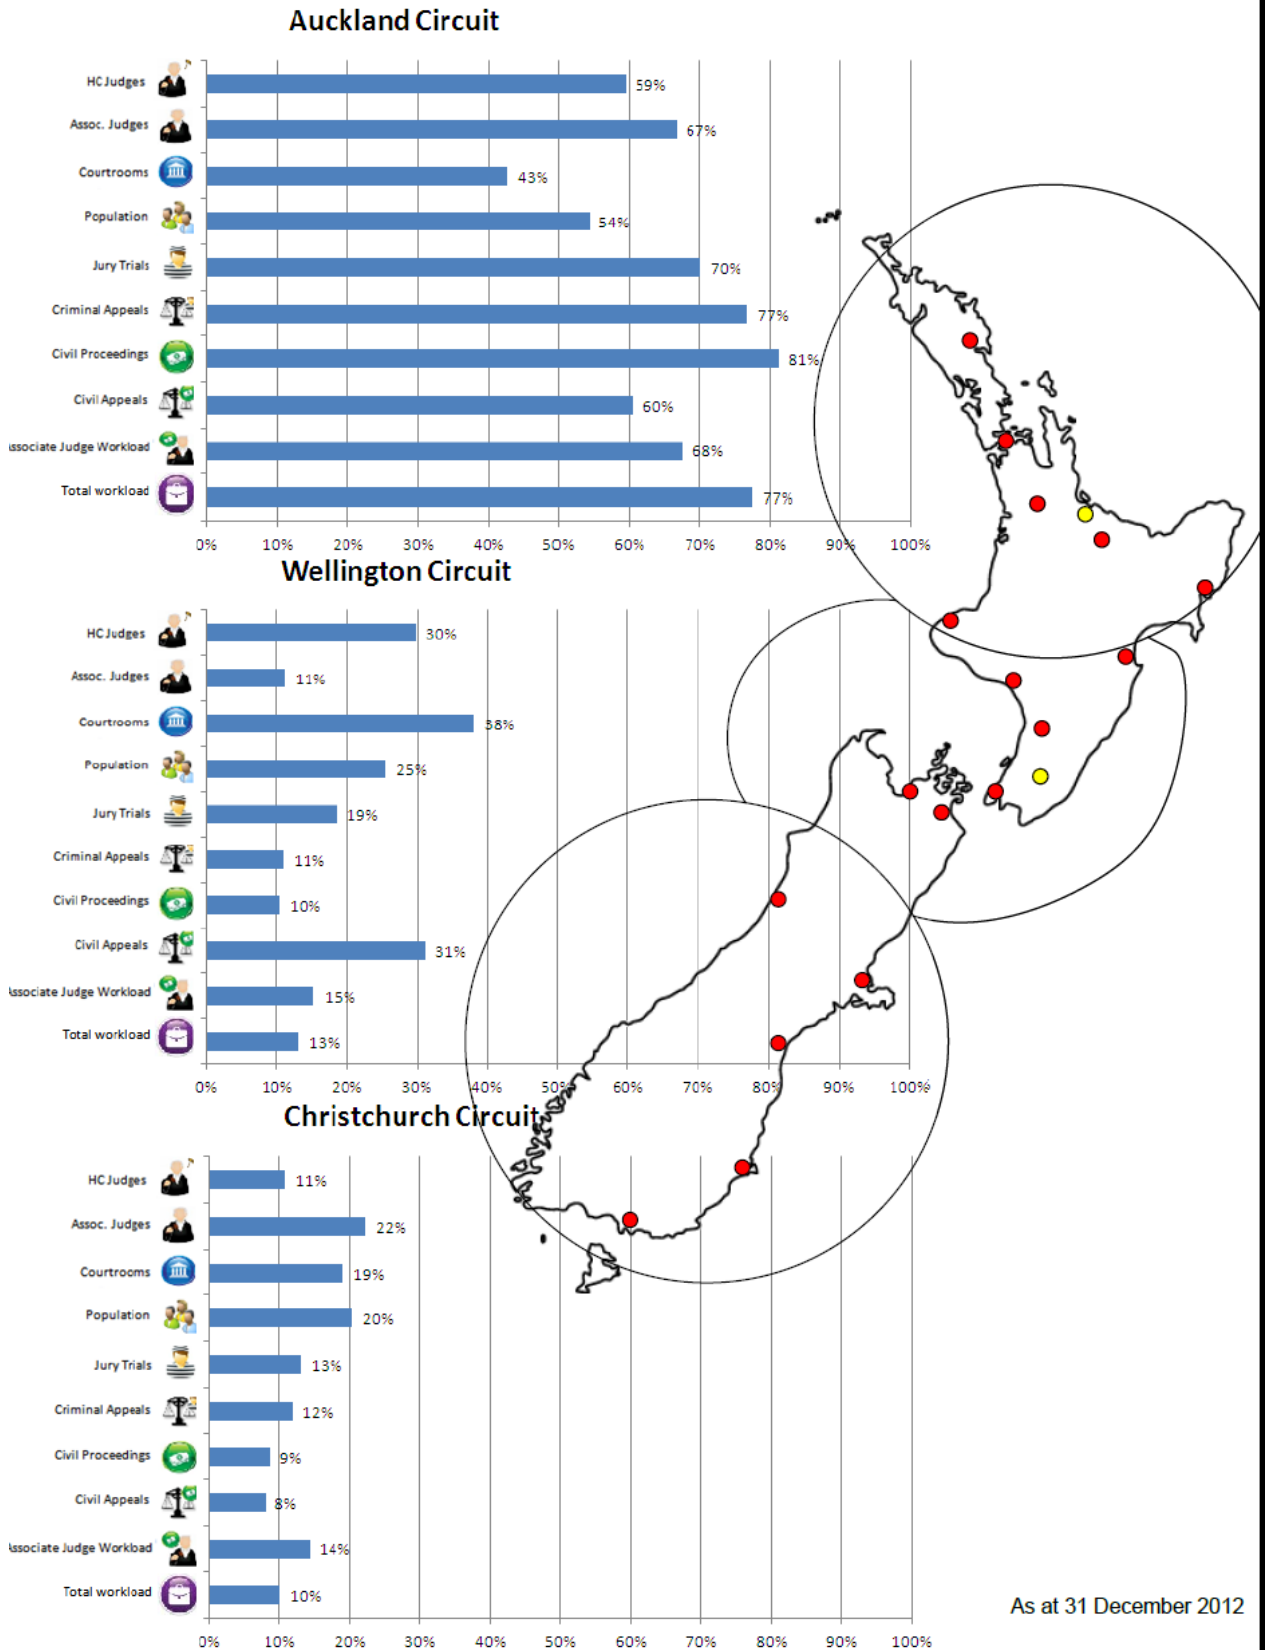 Auckland Circuit
HC Judges 59%
Assoc. Judges 67%
Courtrooms 43%
Population 54%
Jury Trials 70%
Criminal Appeals 77%
Civil Proceedings 81%
Civil Appeals 60%
Associate Judge Workload 68%
Total workload 77%
0% 10% 20% 30% 40% 50% 60% 70% 80% 90% 100%
Wellington Circuit
HC Judges 30%
Assoc. Judges 11%
Courtrooms 38%
Population 25%
Jury Trials 19%
Criminal Appeals 11%
Civil Proceedings 10%
Civil Appeals 31%
Associate Judge Workload 15%
Total workload 13%
0% 10% 20% 30% 40% 50% 60% 70% 80% 90% 100%
Christchurch Circuit
HC Judges 11%
Assoc. Judges 22%
Courtrooms 19%
Population 20%
Jury Trials 13%
Criminal Appeals 12%
Civil Proceedings 9%
Civil Appeals 8%
Associate Judge Workload 14%
Total workload 10%
As at 31 December 2012
0% 10% 20% 30% 40% 50% 60% 70% 80% 90% 100%